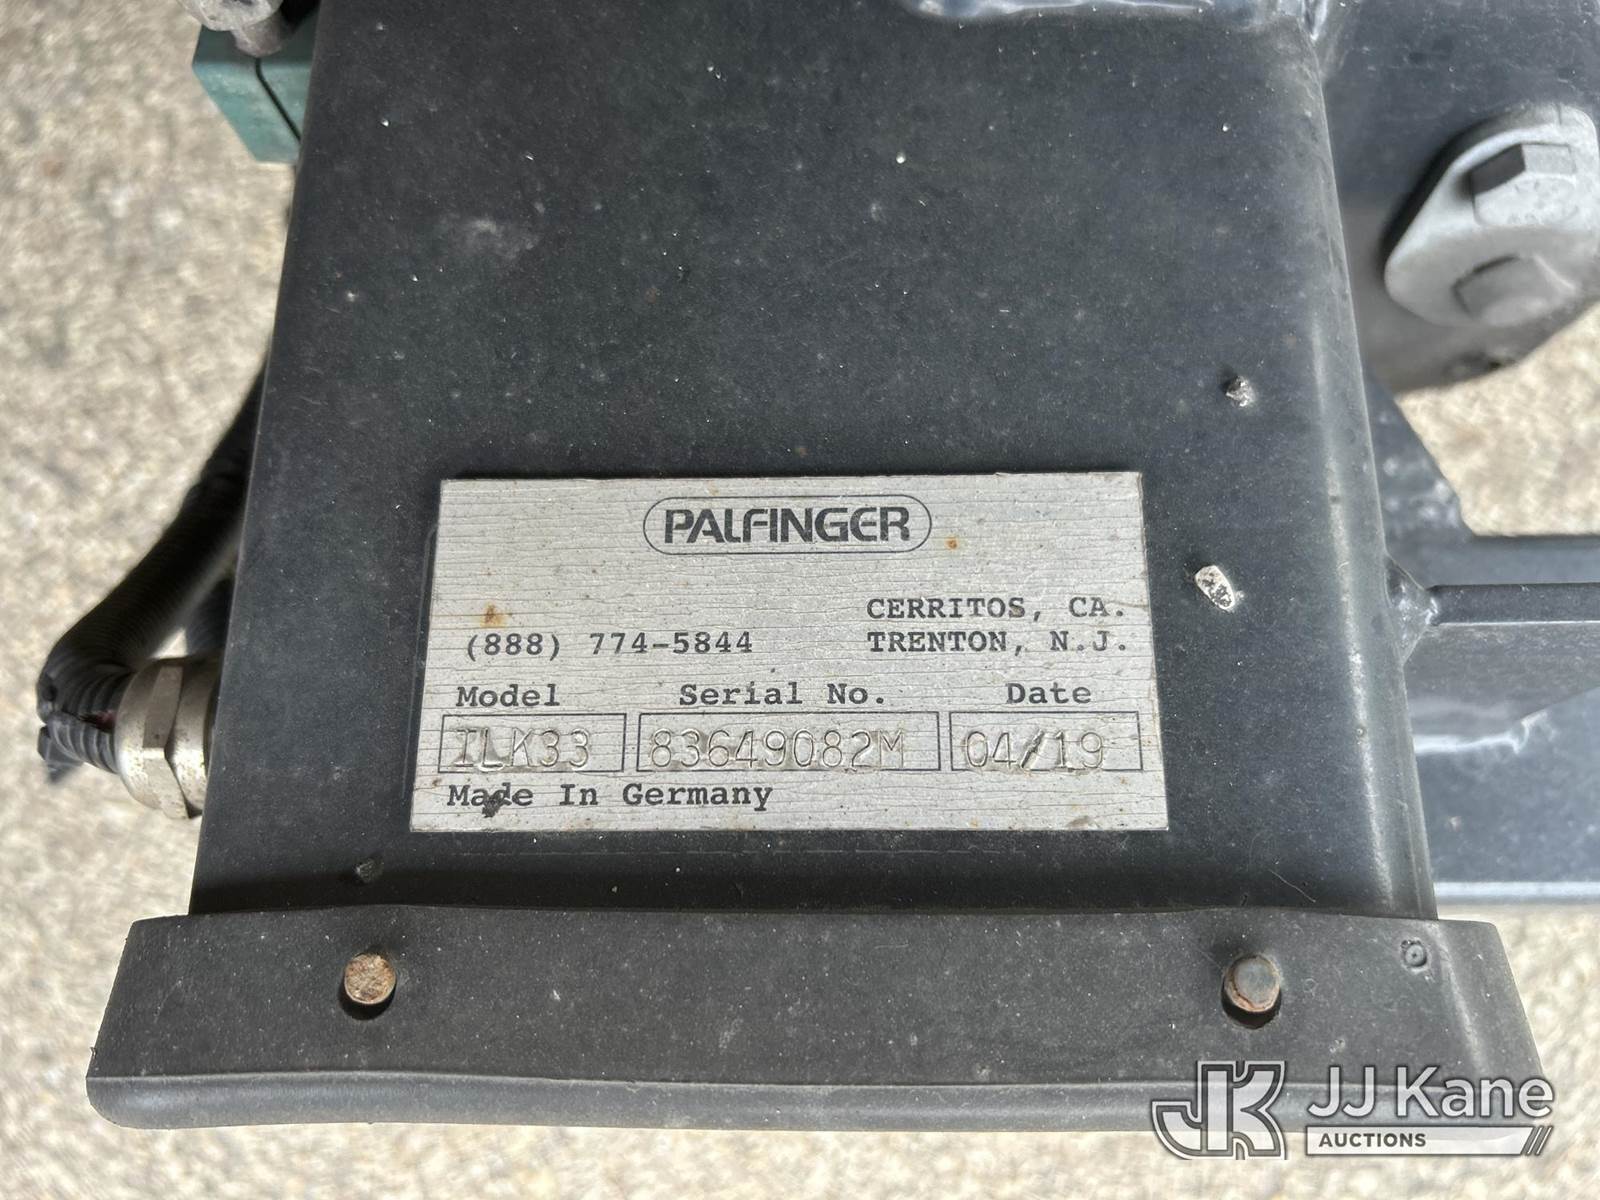 PALFINGER
CERRITOS, CA.
(888) 774-5844 TRENTON, N.J.
Model Serial No. Date
ILK33 83649082M 04/19
Made In Germany
JK JJ Kane
AUCTIONS